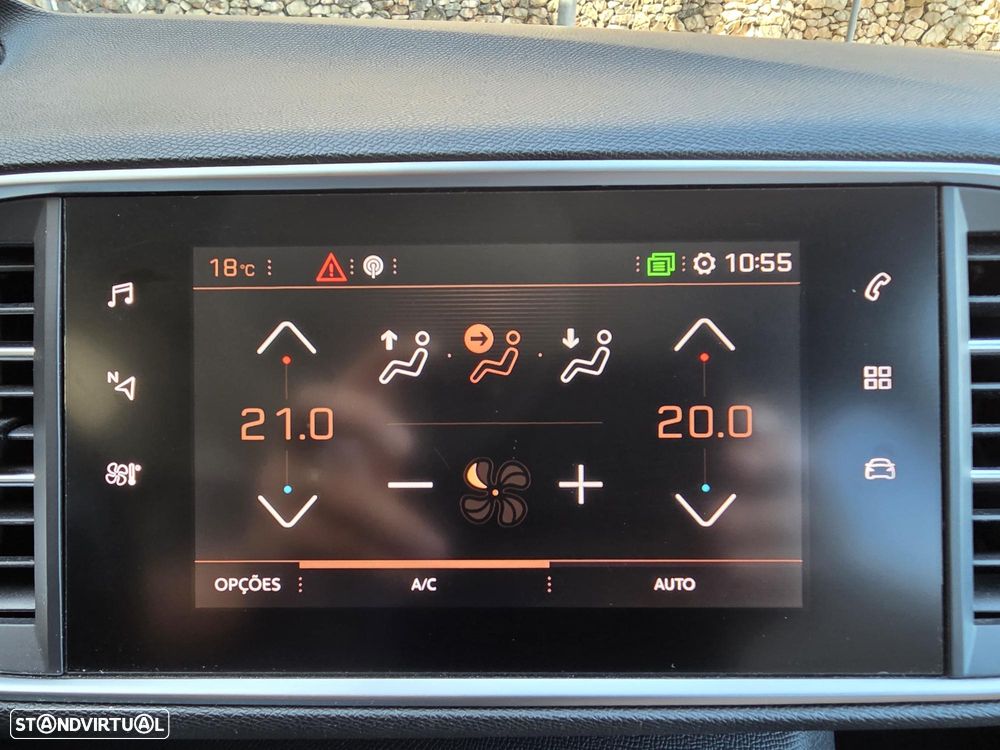 18°C 10:55
N
21.0 20.0
OPÇÕES A/C AUTO
STANDVIRTUAL